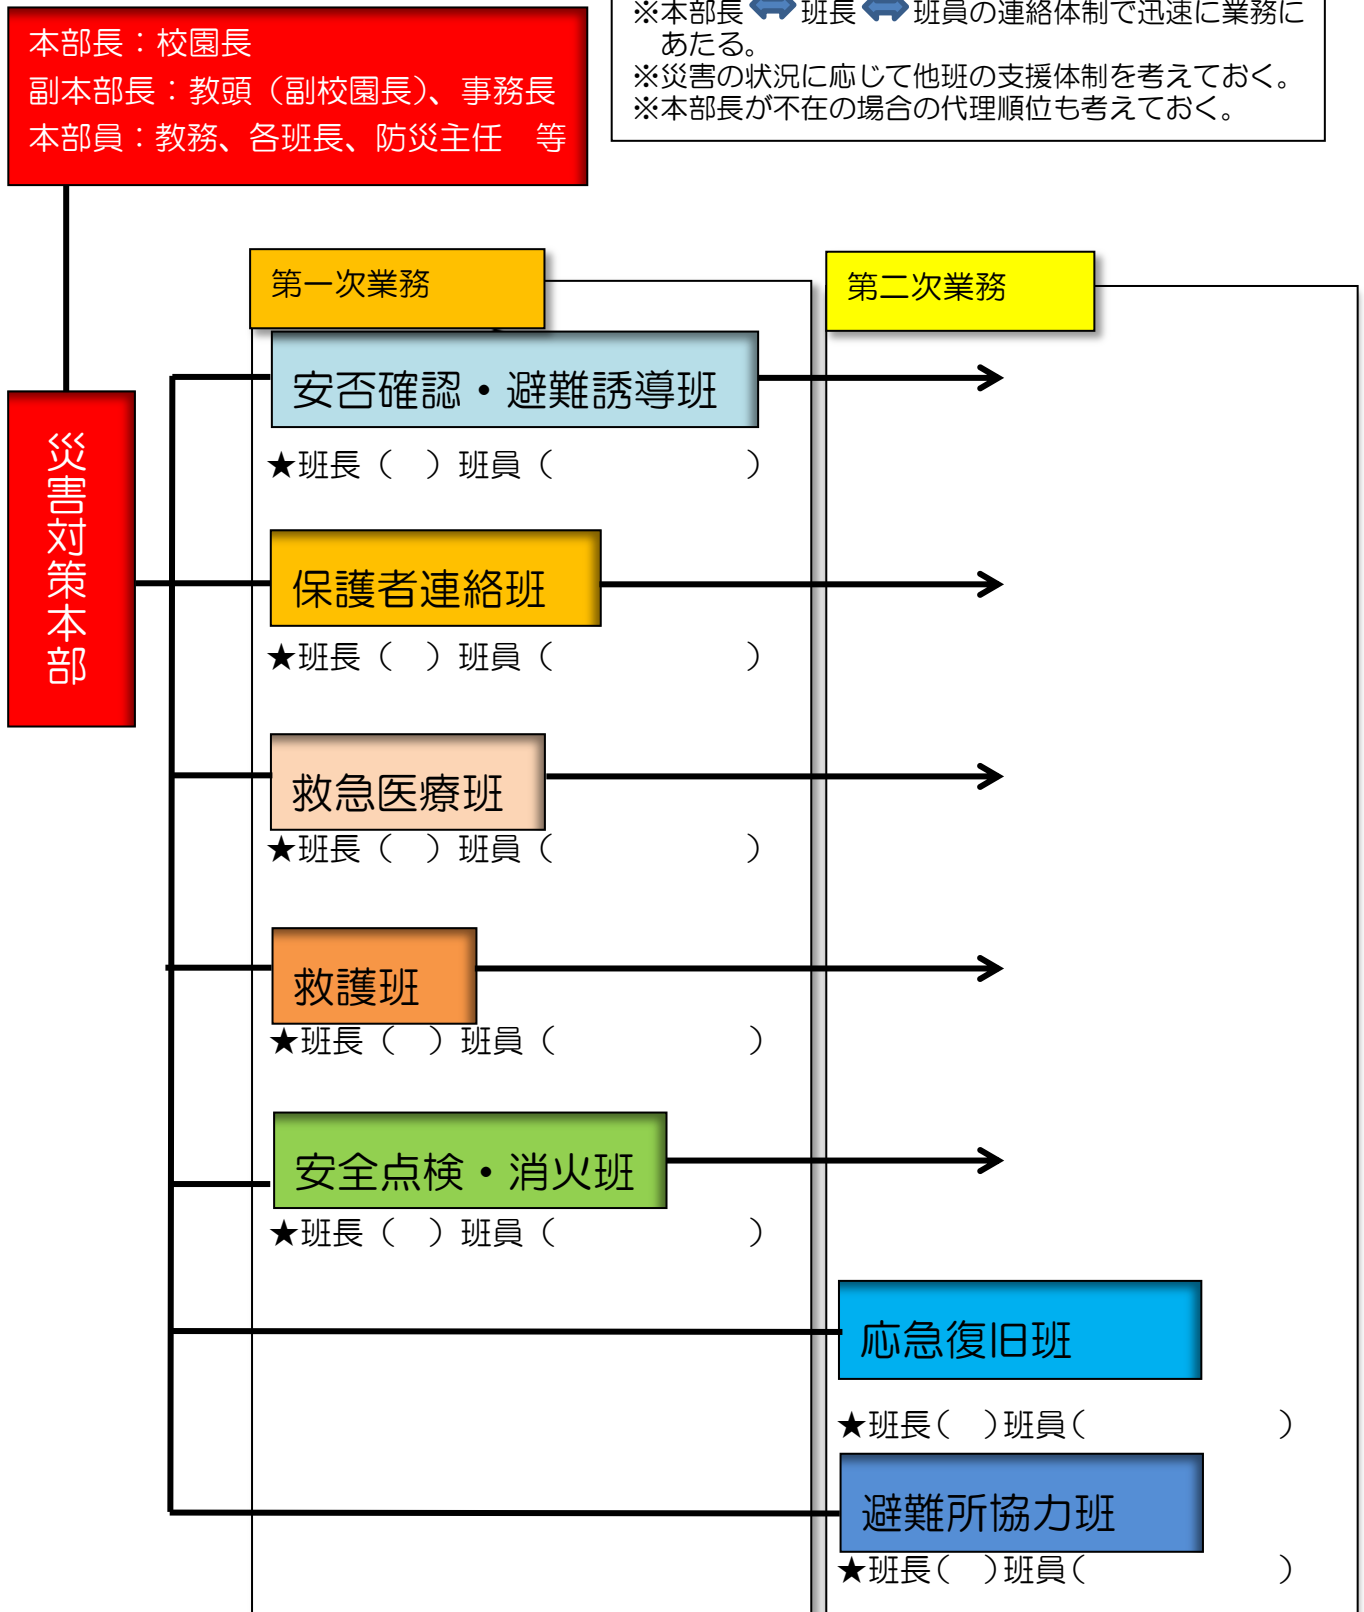 本部長：校園長
副本部長：教頭（副校園長）、事務長
本部員：教務、各班長、防災主任　等
※本部長⇔班長⇔班員の連絡体制で迅速に業務に
あたる。
※災害の状況に応じて他班の支援体制を考えておく。
※本部長が不在の場合の代理順位も考えておく。
災害対策本部
第一次業務
第二次業務
安否確認・避難誘導班
★班長（　）班員（　　　　　　）
保護者連絡班
★班長（　）班員（　　　　　　）
救急医療班
★班長（　）班員（　　　　　　）
救護班
★班長（　）班員（　　　　　　）
安全点検・消火班
★班長（　）班員（　　　　　　）
応急復旧班
★班長（　）班員（　　　　　　）
避難所協力班
★班長（　）班員（　　　　　　）